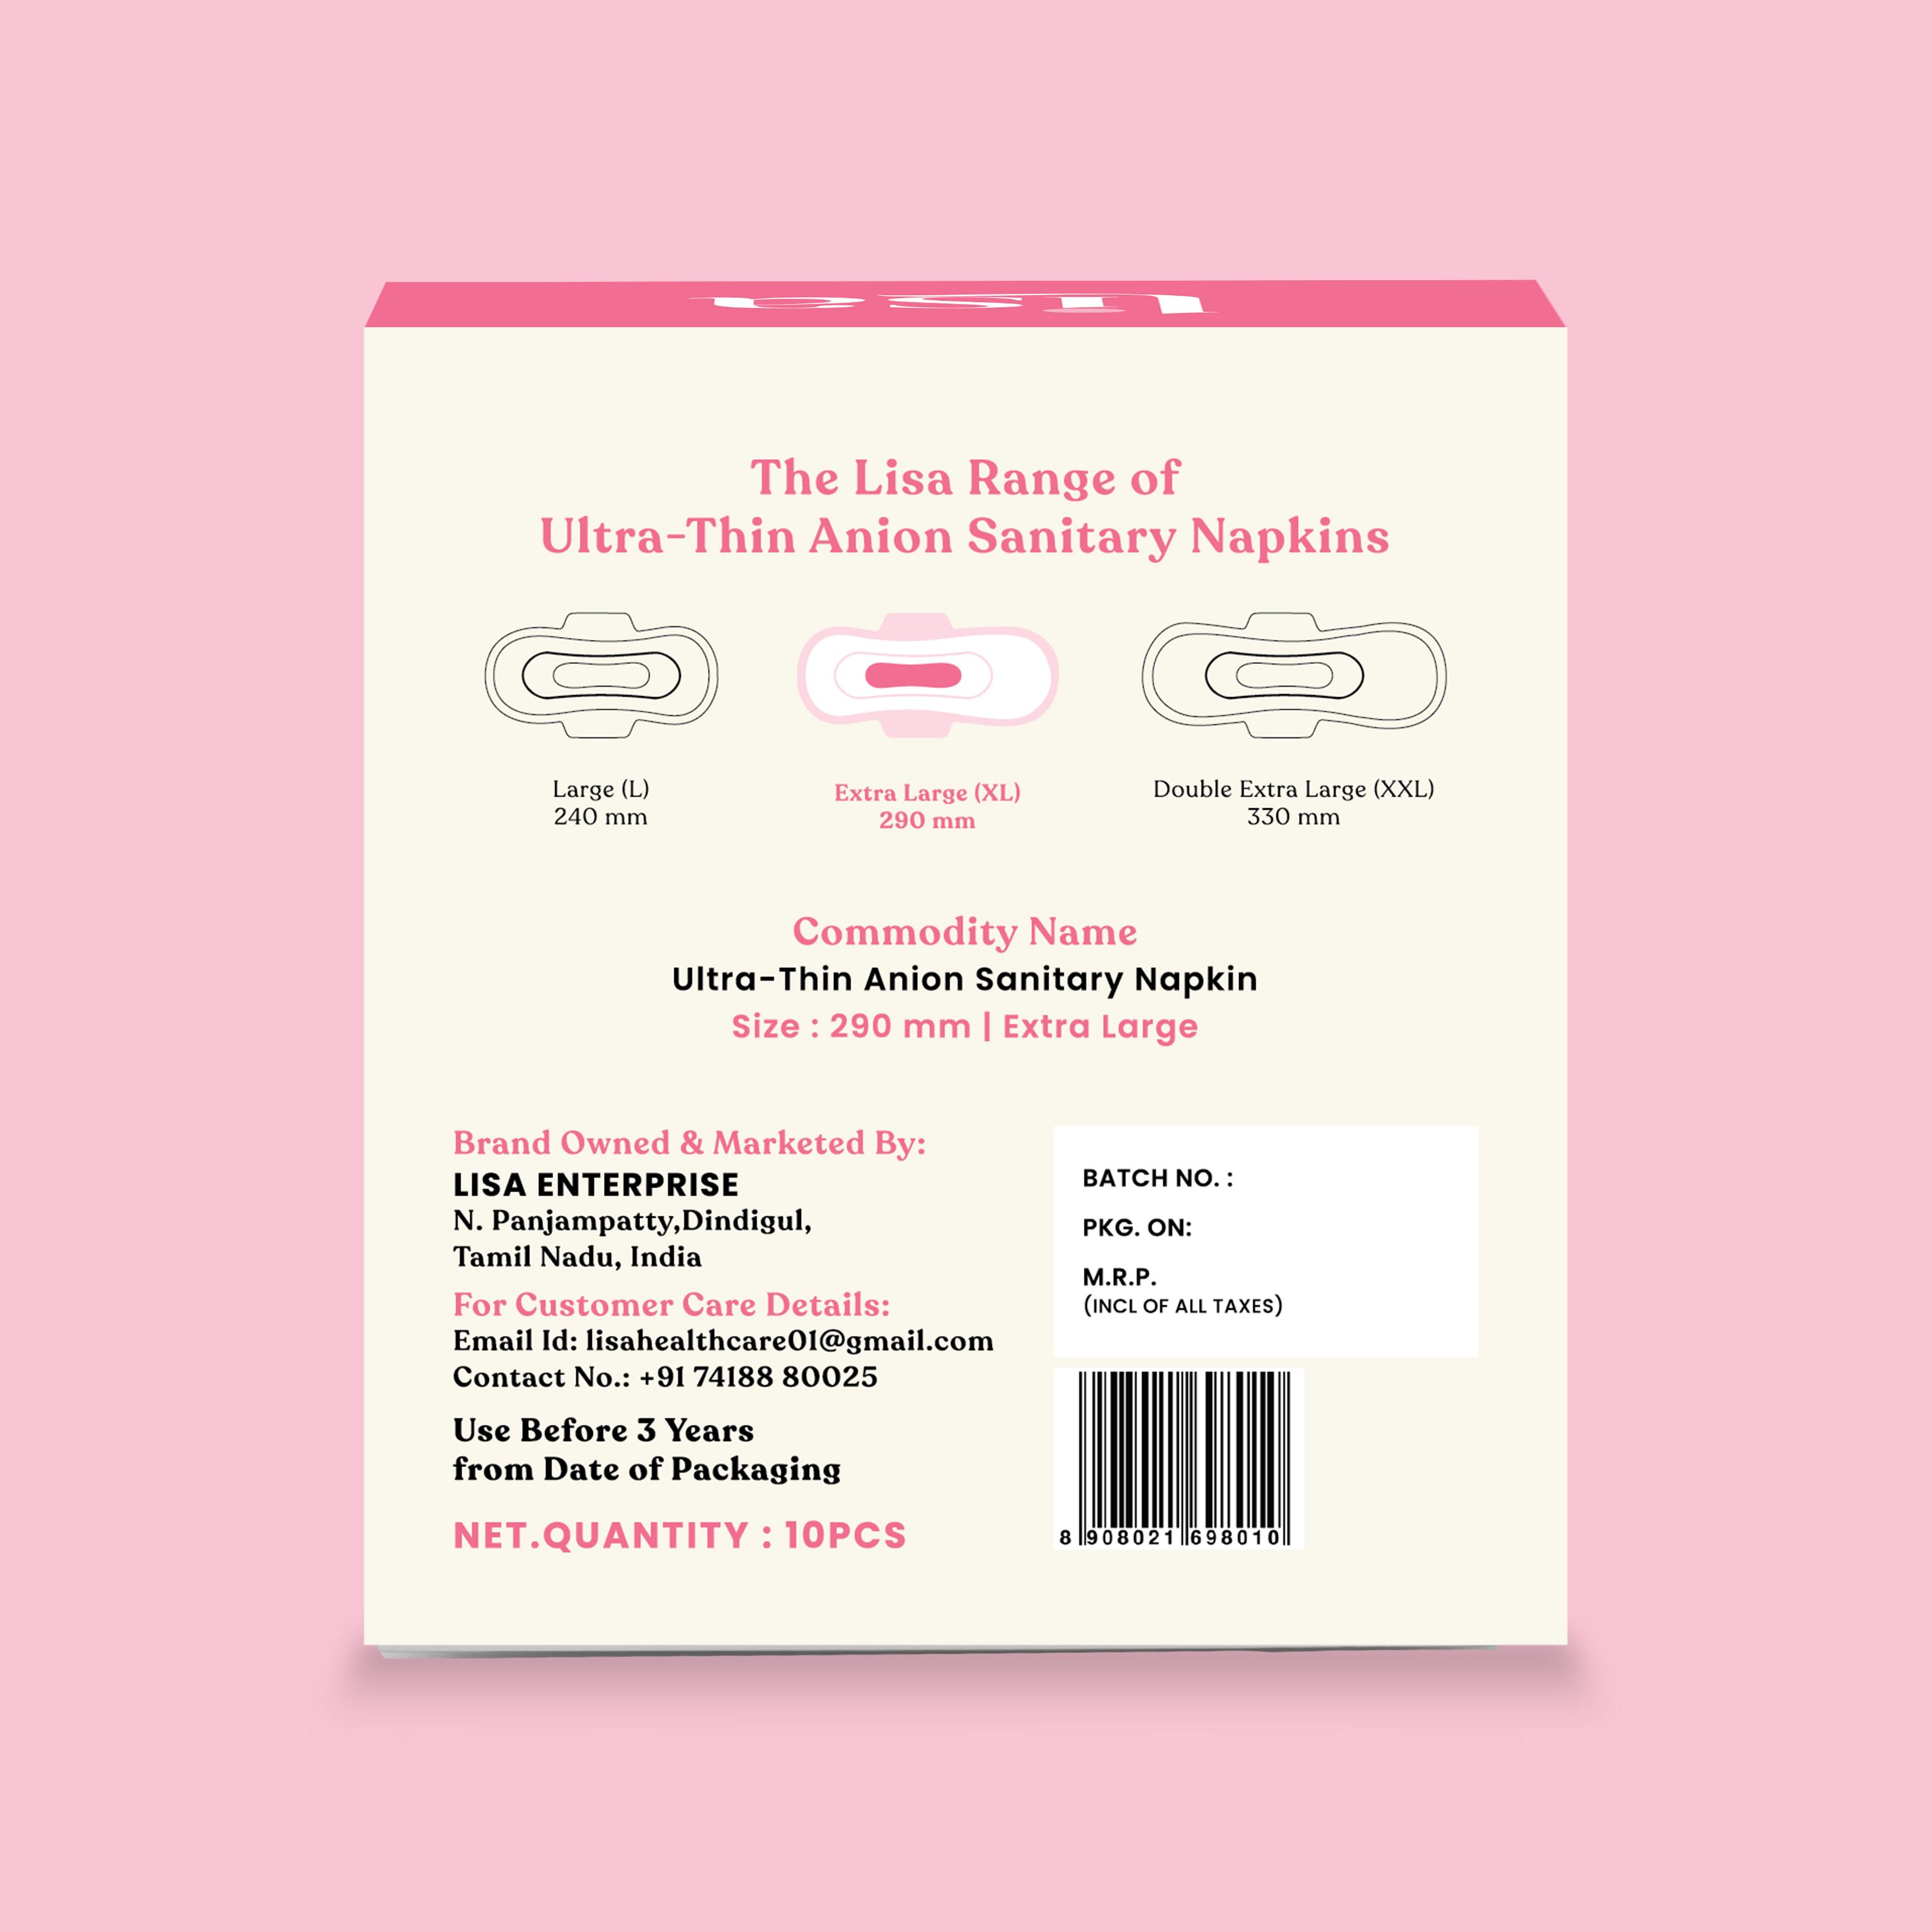 Lisa
The Lisa Range of
Ultra-Thin Anion Sanitary Napkins
Large (L)
240 mm
Extra Large (XL)
290 mm
Double Extra Large (XXL)
330 mm
Commodity Name
Ultra-Thin Anion Sanitary Napkin
Size : 290 mm | Extra Large
Brand Owned & Marketed By:
LISA ENTERPRISE
N. Panjampatty,Dindigul,
Tamil Nadu, India
For Customer Care Details:
Email Id: lisahealthcare01@gmail.com
Contact No.: +91 74188 80025
Use Before 3 Years
from Date of Packaging
NET.QUANTITY : 10PCS
BATCH NO. :
PKG. ON:
M.R.P.
(INCL OF ALL TAXES)
8 908021 698010